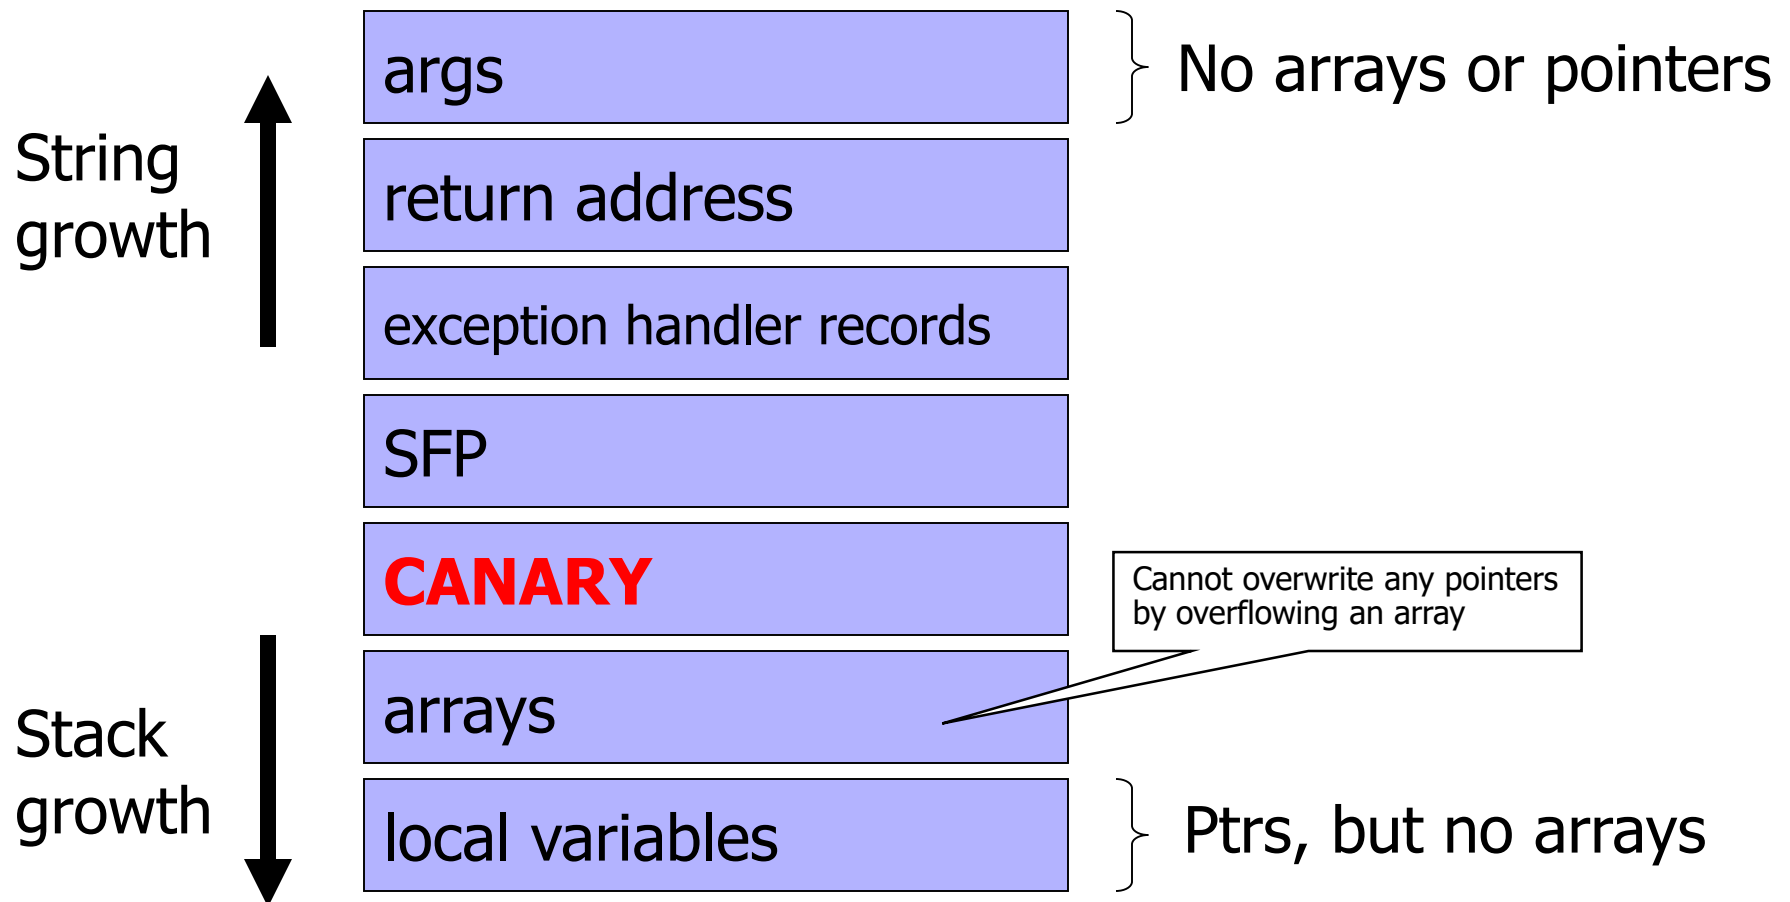 args
No arrays or pointers
String
growth
return address
exception handler records
SFP
CANARY
Cannot overwrite any pointers
by overflowing an array
arrays
Stack
growth
local variables
Ptrs, but no arrays